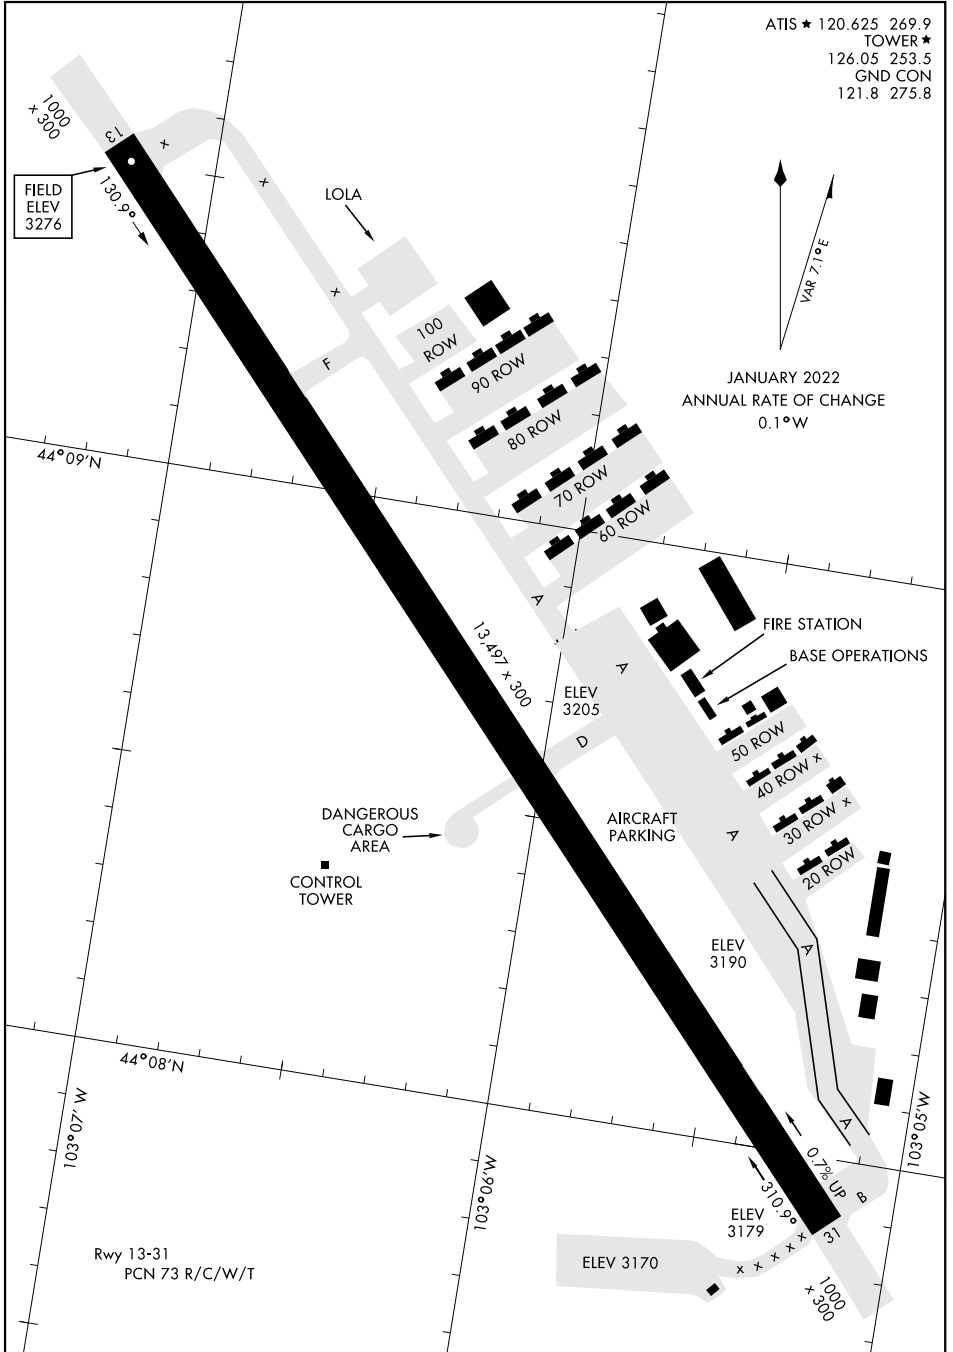 ATIS ★ 120.625 269.9
TOWER ★
126.05 253.5
GND CON
121.8 275.8
1000
x 300
13
FIELD
ELEV
3276
130.9°
x
x
x
LOLA
VAR 7.1° E
JANUARY 2022
ANNUAL RATE OF CHANGE
0.1° W
100
ROW
F
90 ROW
80 ROW
70 ROW
60 ROW
44°09'N
A
13,497 x 300
FIRE STATION
BASE OPERATIONS
A
ELEV
3205
D
50 ROW
40 ROW x
30 ROW x
20 ROW
DANGEROUS
CARGO
AREA
AIRCRAFT
PARKING
A
CONTROL
TOWER
ELEV
3190
A
44°08'N
103°07' W
103°06'W
103°05'W
A
0.7% UP
310.9°
B
ELEV
3179
31
Rwy 13-31
PCN 73 R/C/W/T
ELEV 3170
x x x x x
1000
x 300